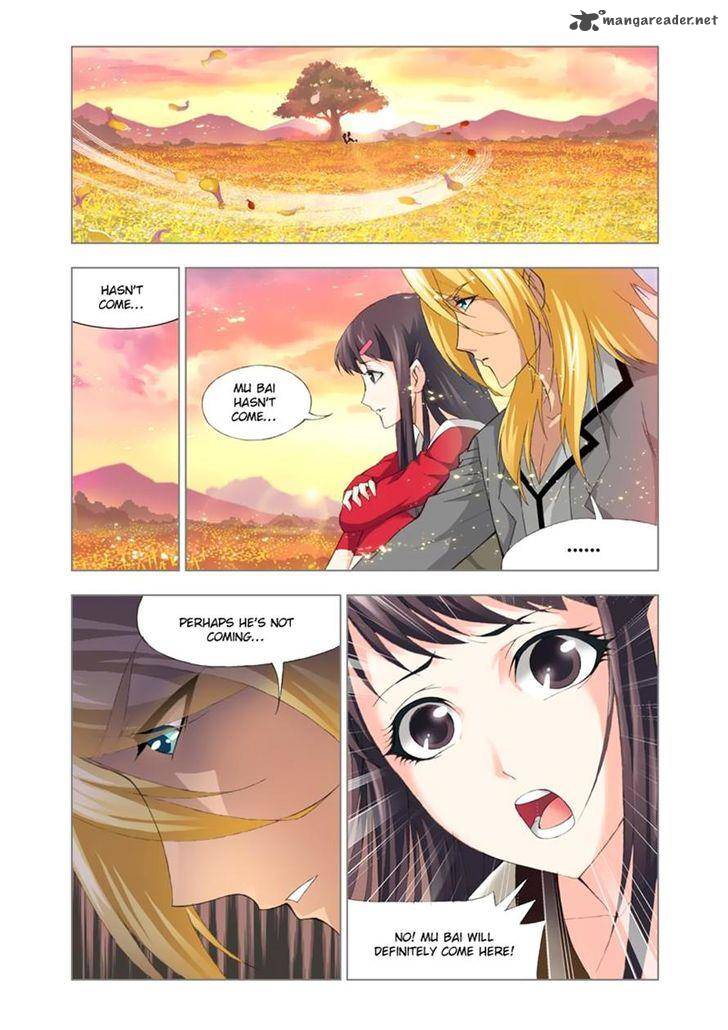 mangareader.net
HASN'T
COME...
MU BAI
HASN'T
COME...
......
PERHAPS HE'S NOT
COMING...
NO! MU BAI WILL
DEFINITELY COME HERE!